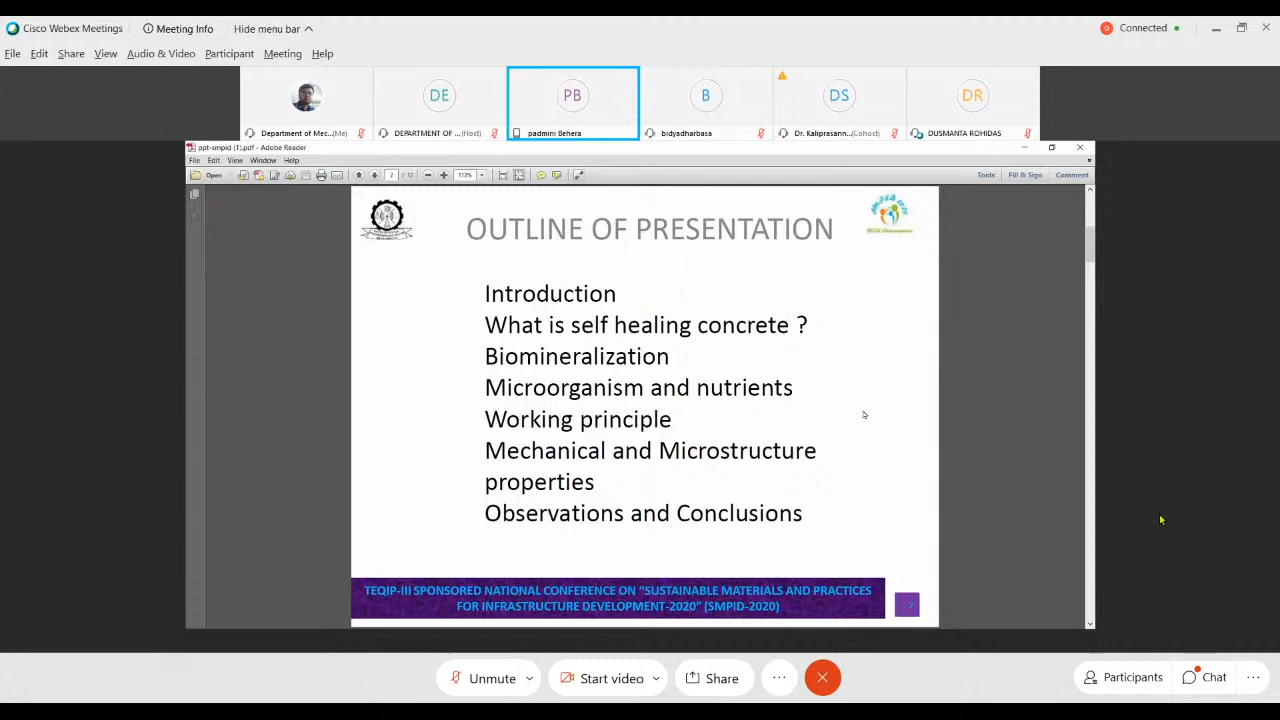 Cisco Webex Meetings
Meeting Info
Hide menu bar
Connected
File Edit Share View Audio & Video Participant Meeting Help
DE
PB
B
DS
DR
Department of Mec... (Me)
DEPARTMENT OF ... (Host)
padmini Behera
bidyadharbasa
Dr. Kaliprasann... (Cohost)
DUSMANTA ROHIDAS
ppt-smpid (1).pdf - Adobe Reader
File Edit View Window Help
Open
2 / 12
113%
Tools
Fill & Sign
Comment
OUTLINE OF PRESENTATION
Introduction
What is self healing concrete ?
Biomineralization
Microorganism and nutrients
Working principle
Mechanical and Microstructure
properties
Observations and Conclusions
TEQIP-III SPONSORED NATIONAL CONFERENCE ON “SUSTAINABLE MATERIALS AND PRACTICES
FOR INFRASTRUCTURE DEVELOPMENT-2020” (SMPID-2020)
2
Unmute
Start video
Share
Participants
Chat